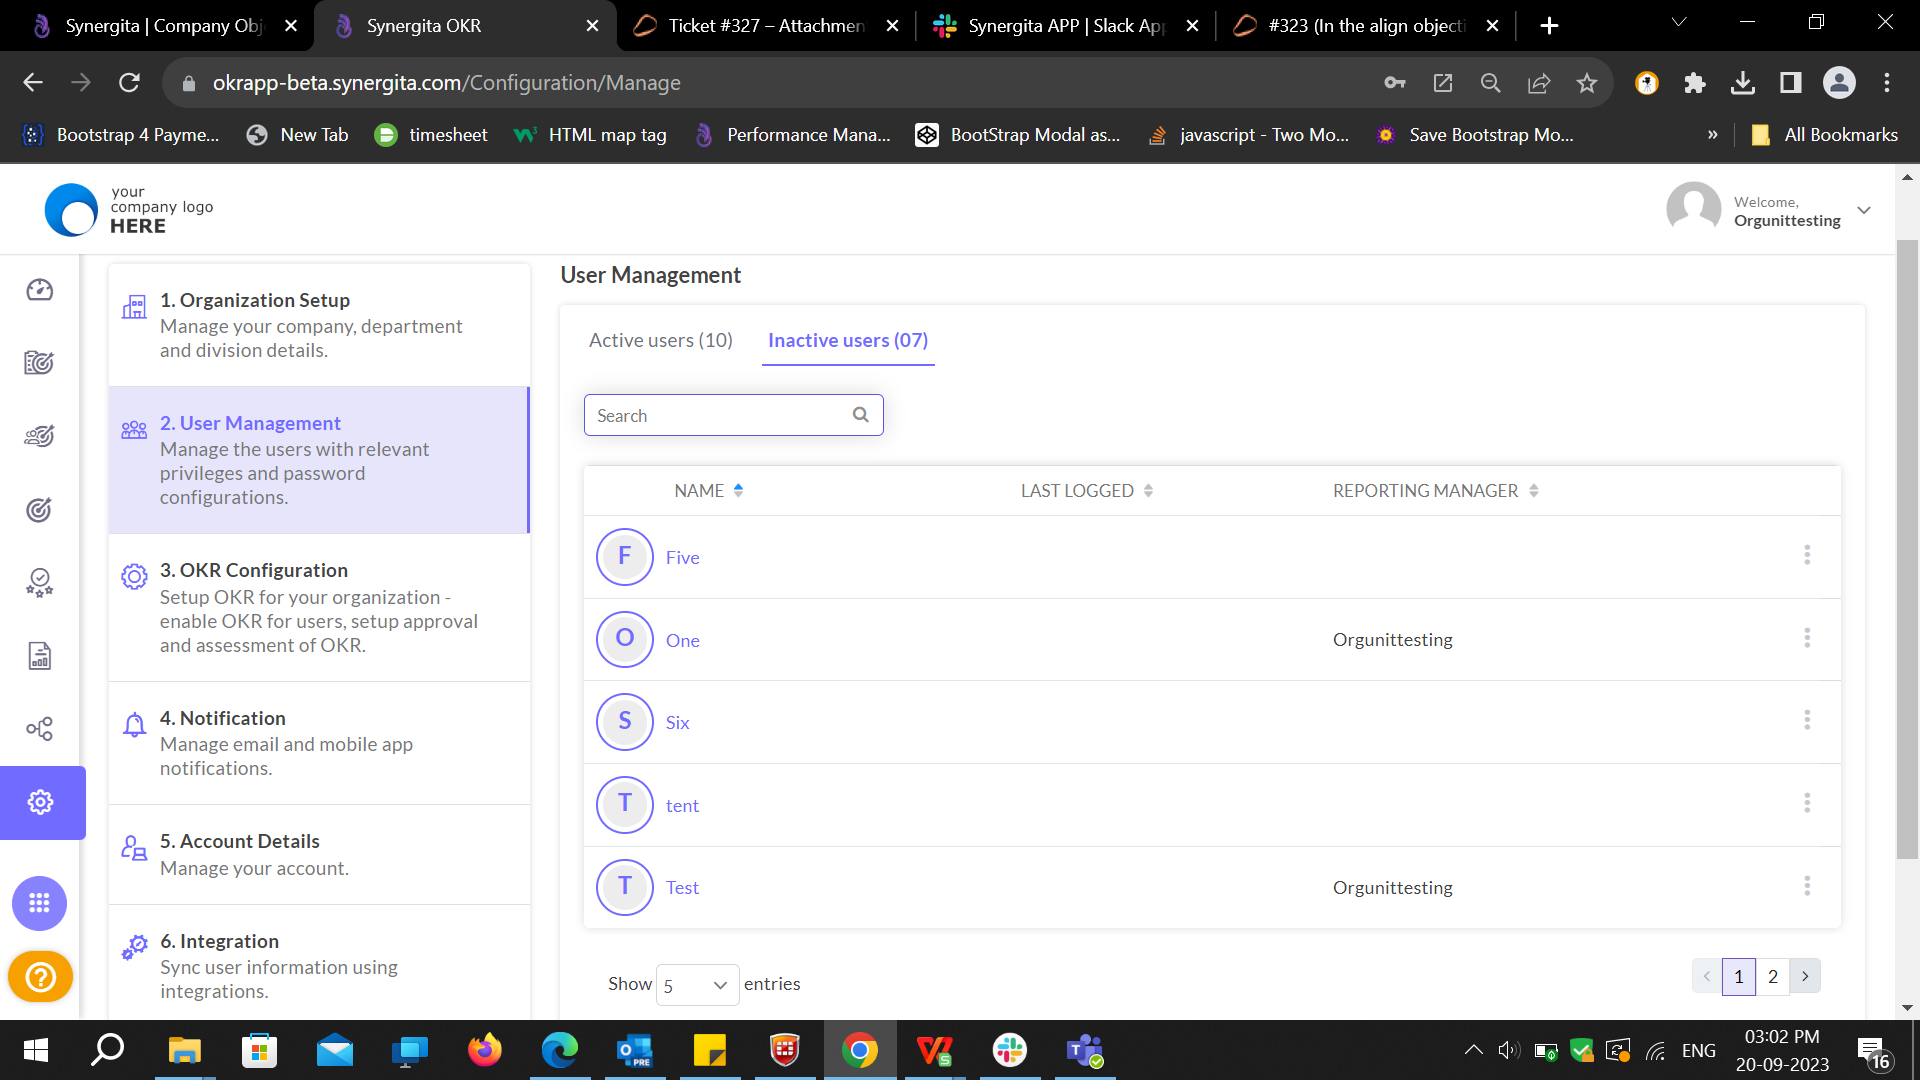 Synergita | Company Obj
Synergita OKR
Ticket #327 – Attachmen
Synergita APP | Slack App
#323 (In the align objecti
okrapp-beta.synergita.com/Configuration/Manage
Bootstrap 4 Payme...
New Tab
timesheet
HTML map tag
Performance Mana...
BootStrap Modal as...
javascript - Two Mo...
Save Bootstrap Mo...
»
All Bookmarks
your
company logo
HERE
Welcome,
Orgunittesting
1. Organization Setup
Manage your company, department
and division details.
2. User Management
Manage the users with relevant
privileges and password
configurations.
3. OKR Configuration
Setup OKR for your organization -
enable OKR for users, setup approval
and assessment of OKR.
4. Notification
Manage email and mobile app
notifications.
5. Account Details
Manage your account.
6. Integration
Sync user information using
integrations.
User Management
Active users (10)
Inactive users (07)
Search
NAME
LAST LOGGED
REPORTING MANAGER
F
Five
O
One
Orgunittesting
S
Six
T
tent
T
Test
Orgunittesting
Show 5 entries
< 1 2 >
ENG
03:02 PM
20-09-2023
16
PRE